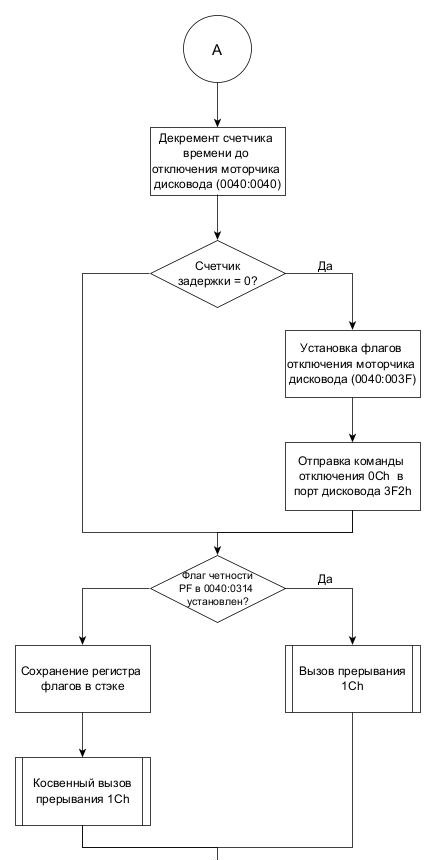 А
Декремент счетчика
времени до
отключения моторчика
дисковода (0040:0040)
Счетчик
задержки = 0?
Да
Установка флагов
отключения моторчика
дисковода (0040:003F)
Отправка команды
отключения 0Ch в
порт дисковода 3F2h
Флаг четности
PF в 0040:0314
установлен?
Да
Сохранение регистра
флагов в стэке
Вызов прерывания
1Ch
Косвенный вызов
прерывания 1Ch